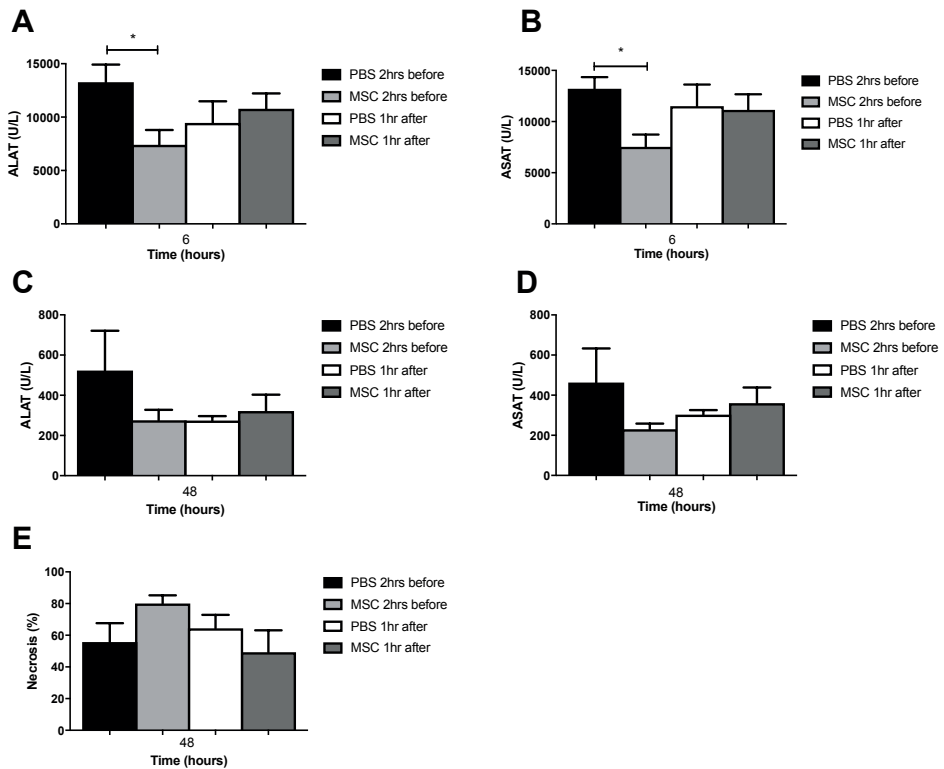 A
*
ALAT (U/L)
15000
10000
5000
0
6
Time (hours)
PBS 2hrs before
MSC 2hrs before
PBS 1hr after
MSC 1hr after
B
*
ASAT (U/L)
15000
10000
5000
0
6
Time (hours)
PBS 2hrs before
MSC 2hrs before
PBS 1hr after
MSC 1hr after
C
ALAT (U/L)
800
600
400
200
0
48
Time (hours)
PBS 2hrs before
MSC 2hrs before
PBS 1hr after
MSC 1hr after
D
ASAT (U/L)
800
600
400
200
0
48
Time (hours)
PBS 2hrs before
MSC 2hrs before
PBS 1hr after
MSC 1hr after
E
Necrosis (%)
100
80
60
40
20
0
48
Time (hours)
PBS 2hrs before
MSC 2hrs before
PBS 1hr after
MSC 1hr after